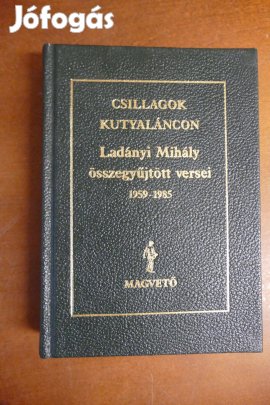 Jófogás
CSILLAGOK
KUTYALÁNCON
Ladányi Mihály
összegyűjtött versei
1959-1985
MAGVETŐ